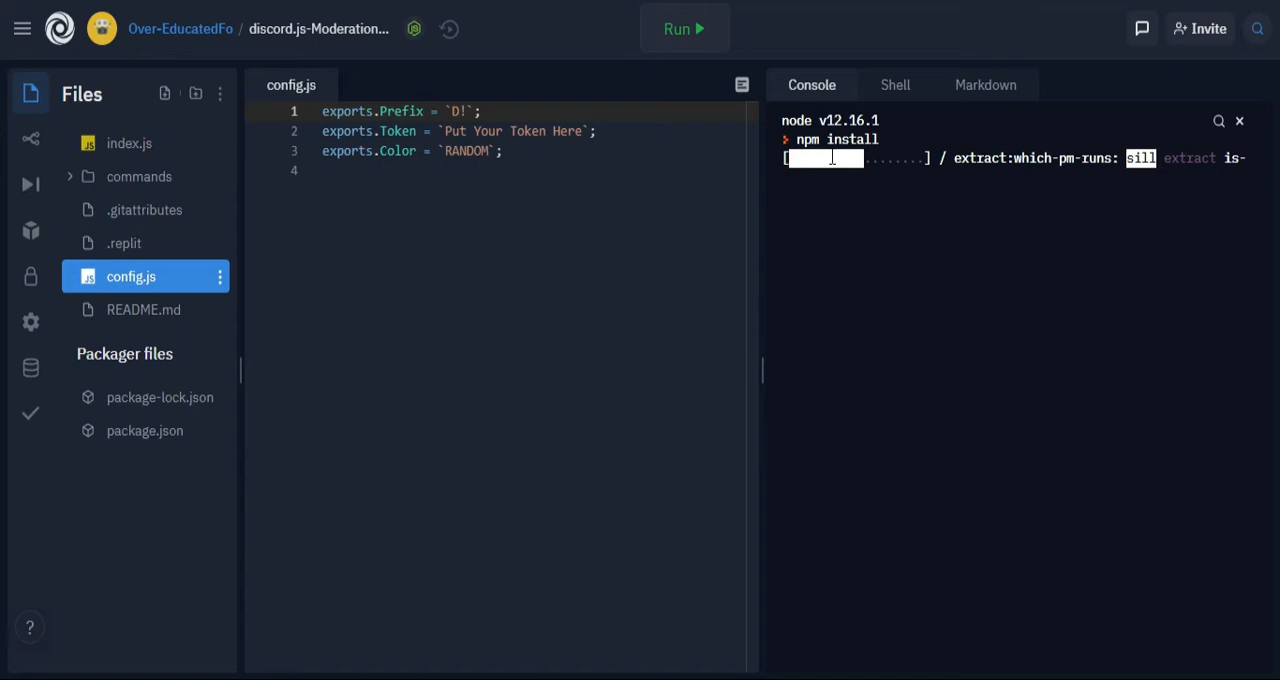 Over-EducatedFo / discord.js-Moderation...
Run
Invite
Files
index.js
commands
.gitattributes
.replit
config.js
README.md
Packager files
package-lock.json
package.json
?
config.js
1 exports.Prefix = `D!`;
2 exports.Token = `Put Your Token Here`;
3 exports.Color = `RANDOM`;
4
Console Shell Markdown
node v12.16.1
npm install
[ ........] / extract:which-pm-runs: sill extract is-